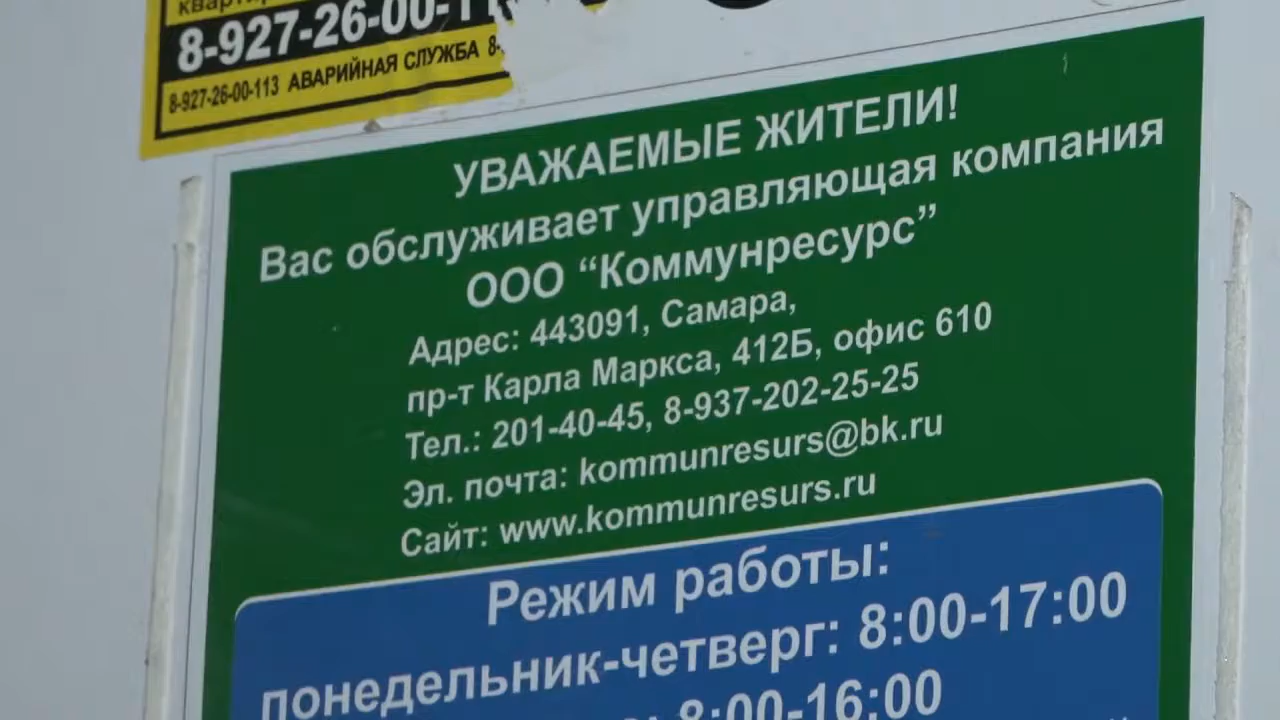 8-927-26-00-11
8-927-26-00-113 АВАРИЙНАЯ СЛУЖБА 8-
УВАЖАЕМЫЕ ЖИТЕЛИ!
Вас обслуживает управляющая компания
ООО “Коммунресурс”
Адрес: 443091, Самара,
пр-т Карла Маркса, 412Б, офис 610
Тел.: 201-40-45, 8-937-202-25-25
Эл. почта: kommunresurs@bk.ru
Сайт: www.kommunresurs.ru
Режим работы:
понедельник-четверг: 8:00-17:00
8:00-16:00